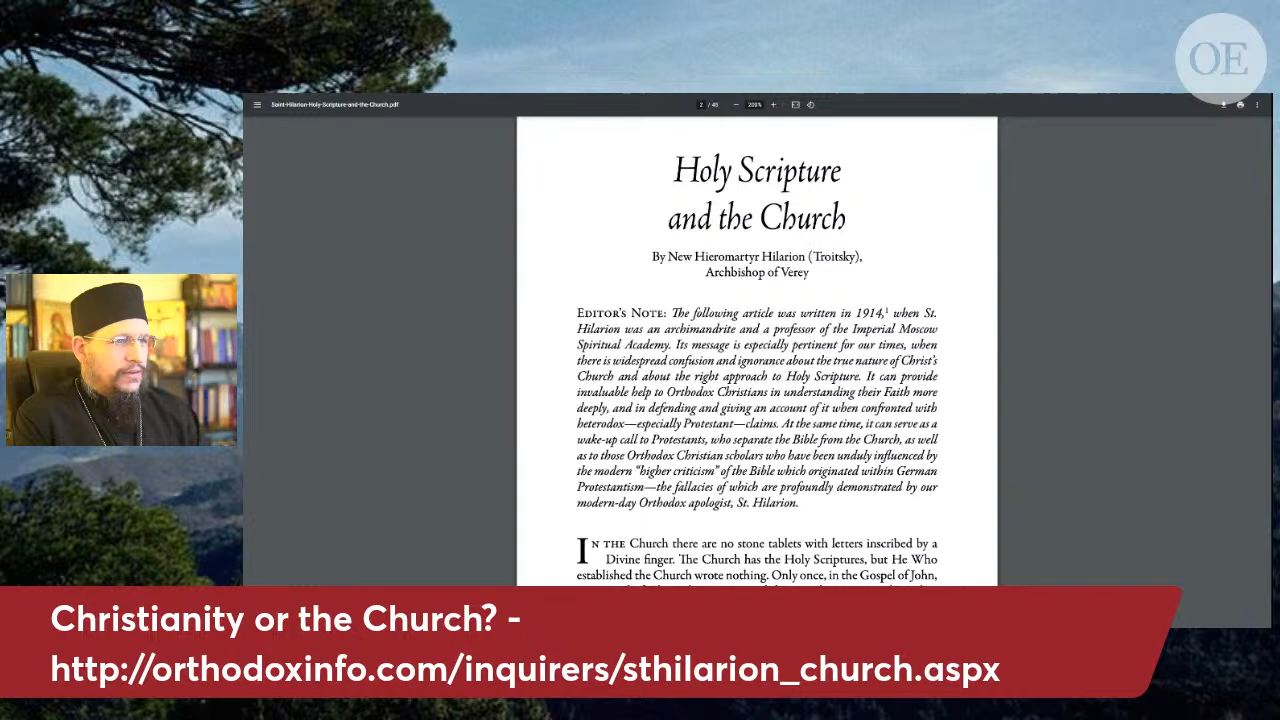 OE
Saint-Hilarion-Holy-Scripture-and-the-Church.pdf
2 / 45
200%
Holy Scripture
and the Church
By New Hieromartyr Hilarion (Troitsky),
Archbishop of Verey
EDITOR'S NOTE: The following article was written in 1914,¹ when St.
Hilarion was an archimandrite and a professor of the Imperial Moscow
Spiritual Academy. Its message is especially pertinent for our times, when
there is widespread confusion and ignorance about the true nature of Christ's
Church and about the right approach to Holy Scripture. It can provide
invaluable help to Orthodox Christians in understanding their Faith more
deeply, and in defending and giving an account of it when confronted with
heterodox—especially Protestant—claims. At the same time, it can serve as a
wake-up call to Protestants, who separate the Bible from the Church, as well
as to those Orthodox Christian scholars who have been unduly influenced by
the modern “higher criticism” of the Bible which originated within German
Protestantism—the fallacies of which are profoundly demonstrated by our
modern-day Orthodox apologist, St. Hilarion.
IN THE Church there are no stone tablets with letters inscribed by a
Divine finger. The Church has the Holy Scriptures, but He Who
established the Church wrote nothing. Only once, in the Gospel of John,
Christianity or the Church? -
http://orthodoxinfo.com/inquirers/sthilarion_church.aspx